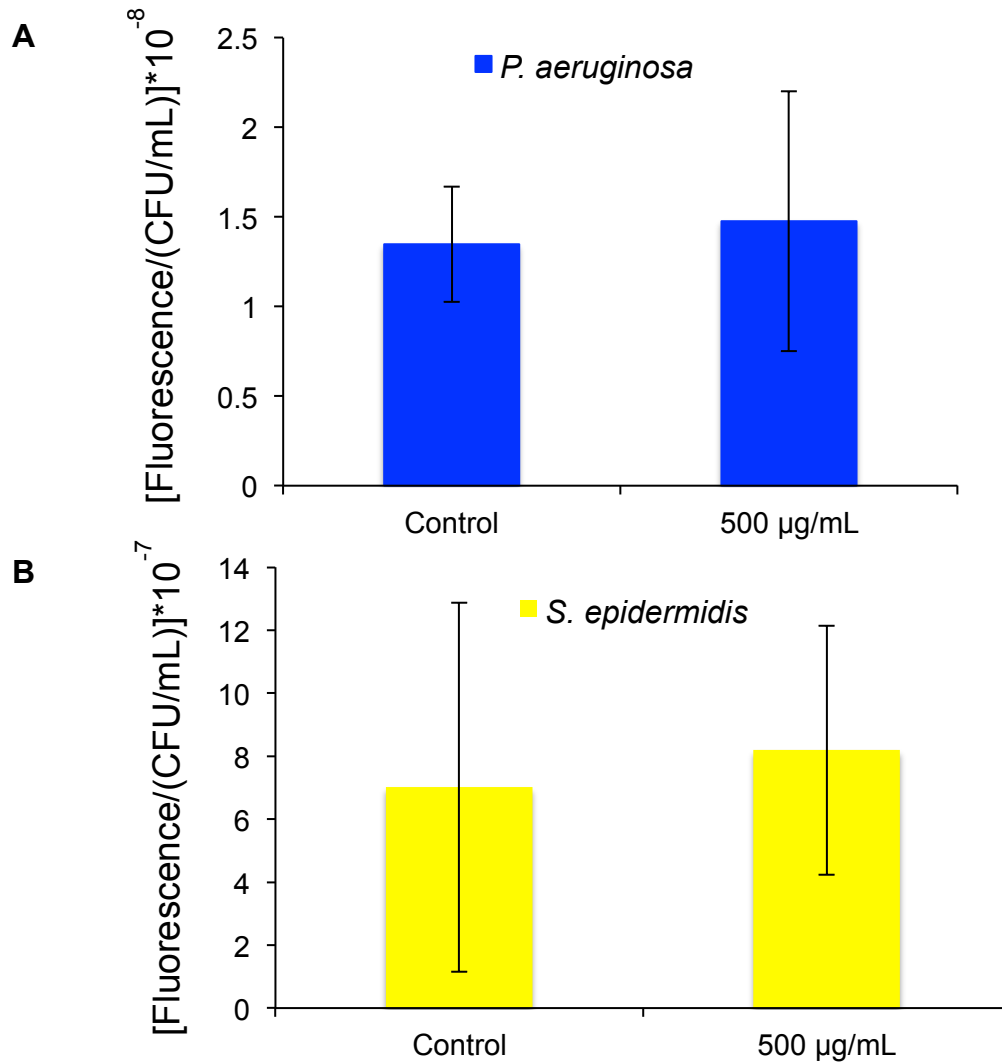 A
[Fluorescence/(CFU/mL)]*10-8
2.5
2
1.5
1
0.5
0
P. aeruginosa
Control 500 µg/mL
B
[Fluorescence/(CFU/mL)]*10-7
14
12
10
8
6
4
2
0
S. epidermidis
Control 500 µg/mL